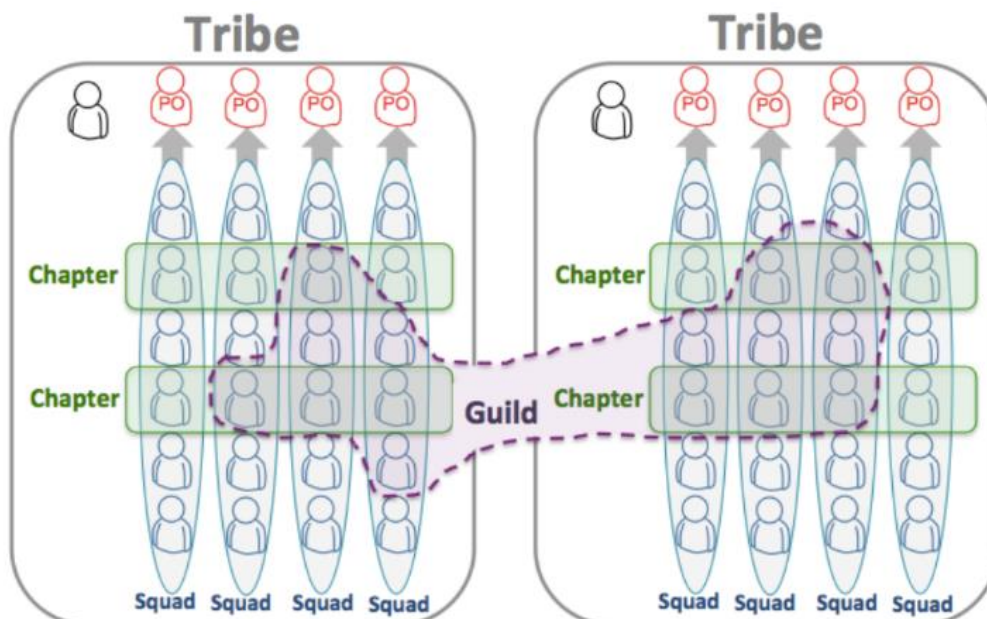 Tribe Tribe
PO PO PO PO PO PO PO PO
Chapter Chapter
Chapter Guild Chapter
Squad Squad Squad Squad Squad Squad Squad Squad